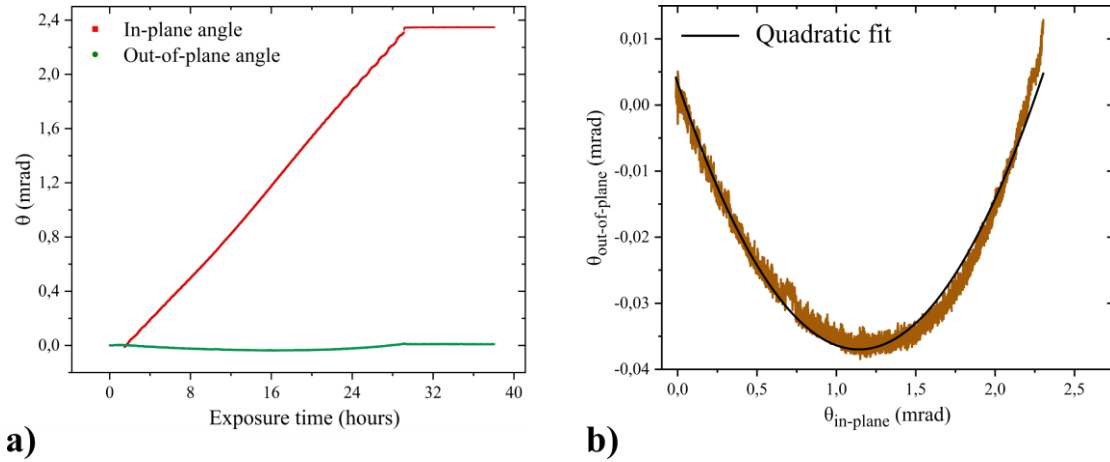 In-plane angle
Out-of-plane angle
θ (mrad)
2,4
2,0
1,6
1,2
0,8
0,4
0,0
0 8 16 24 32 40
Exposure time (hours)
a)
Quadratic fit
θout-of-plane (mrad)
0,01
0,00
-0,01
-0,02
-0,03
-0,04
0,0 0,5 1,0 1,5 2,0 2,5
θin-plane (mrad)
b)